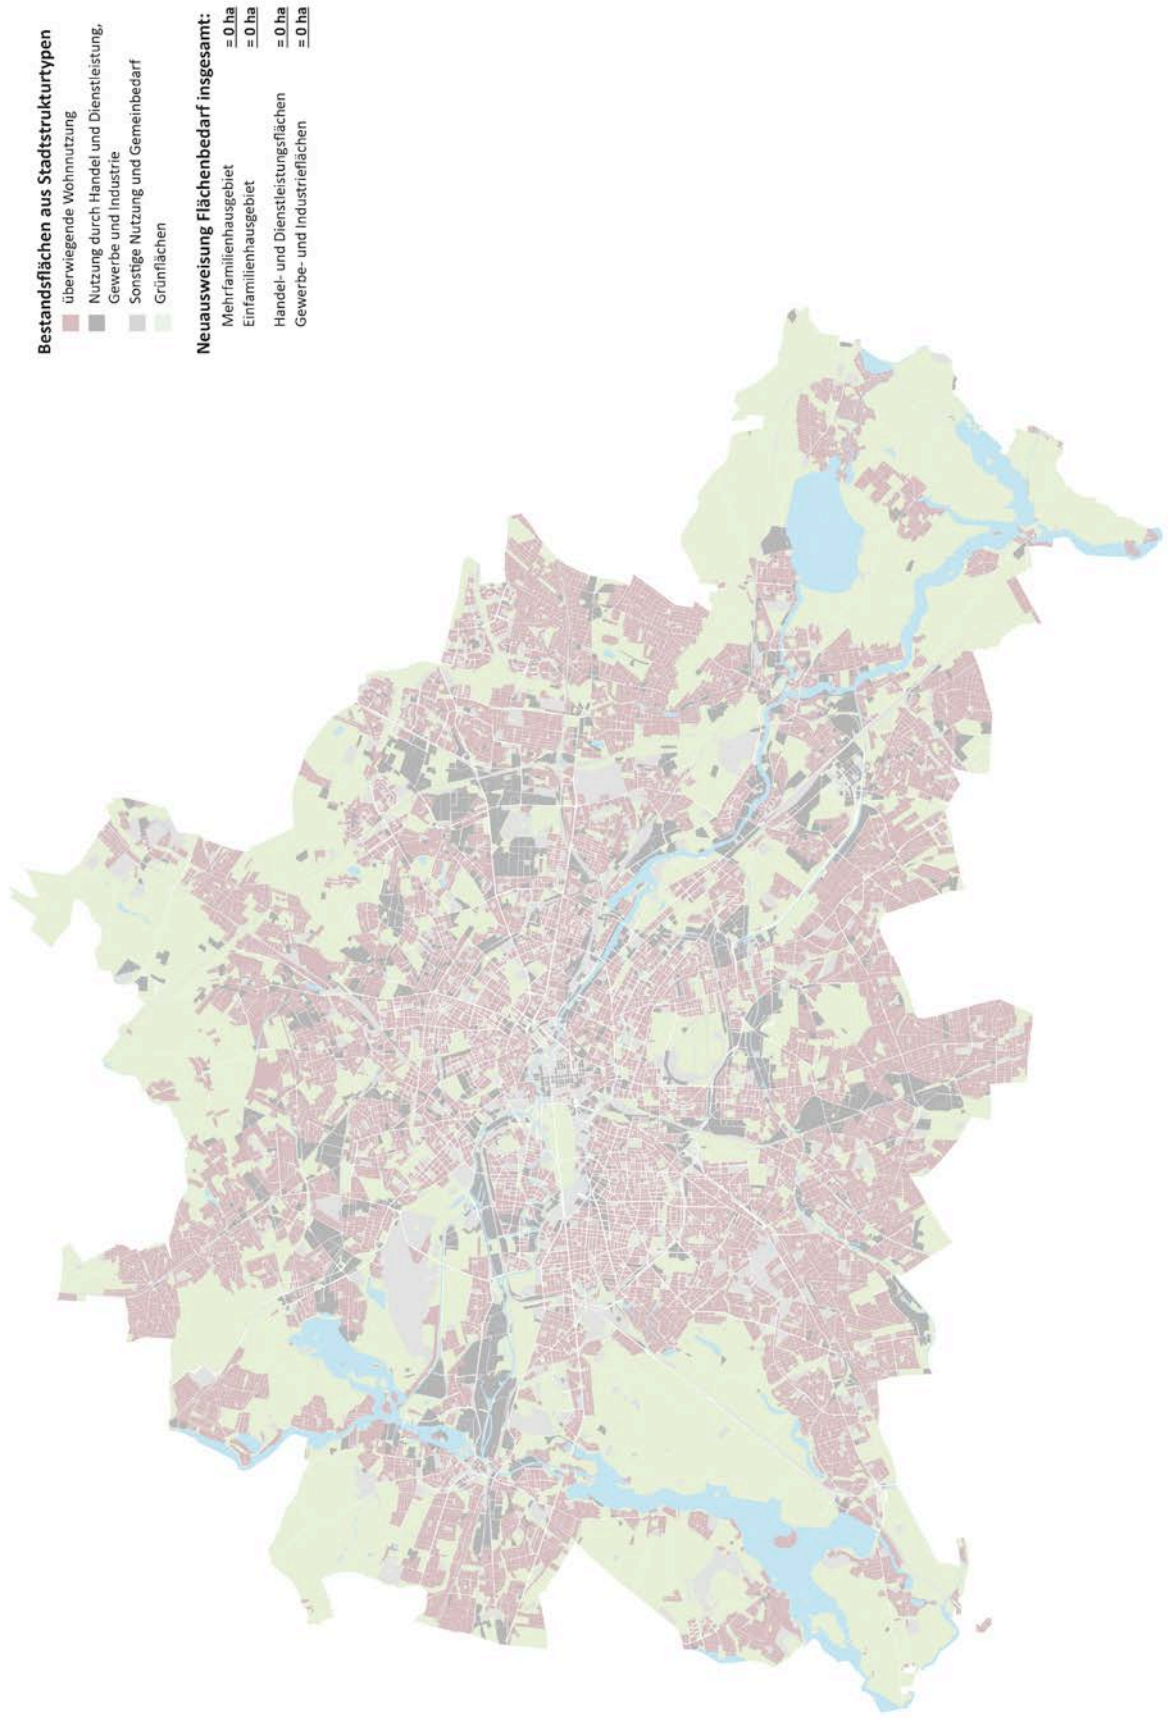 Bestandsflächen aus Stadtstrukturtypen
überwiegende Wohnnutzung
Nutzung durch Handel und Dienstleistung,
Gewerbe und Industrie
Sonstige Nutzung und Gemeinbedarf
Grünflächen
Neuausweisung Flächenbedarf insgesamt:
Mehrfamilienhausgebiet = 0 ha
Einfamilienhausgebiet = 0 ha
Handel- und Dienstleistungsflächen = 0 ha
Gewerbe- und Industrieflächen = 0 ha